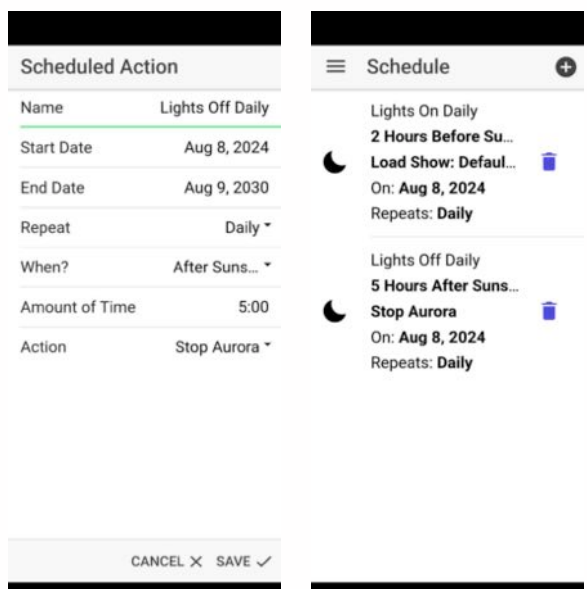 Scheduled Action
Name Lights Off Daily
Start Date Aug 8, 2024
End Date Aug 9, 2030
Repeat Daily
When? After Suns...
Amount of Time 5:00
Action Stop Aurora
CANCEL SAVE
Schedule
Lights On Daily
2 Hours Before Su...
Load Show: Defaul...
On: Aug 8, 2024
Repeats: Daily
Lights Off Daily
5 Hours After Suns...
Stop Aurora
On: Aug 8, 2024
Repeats: Daily